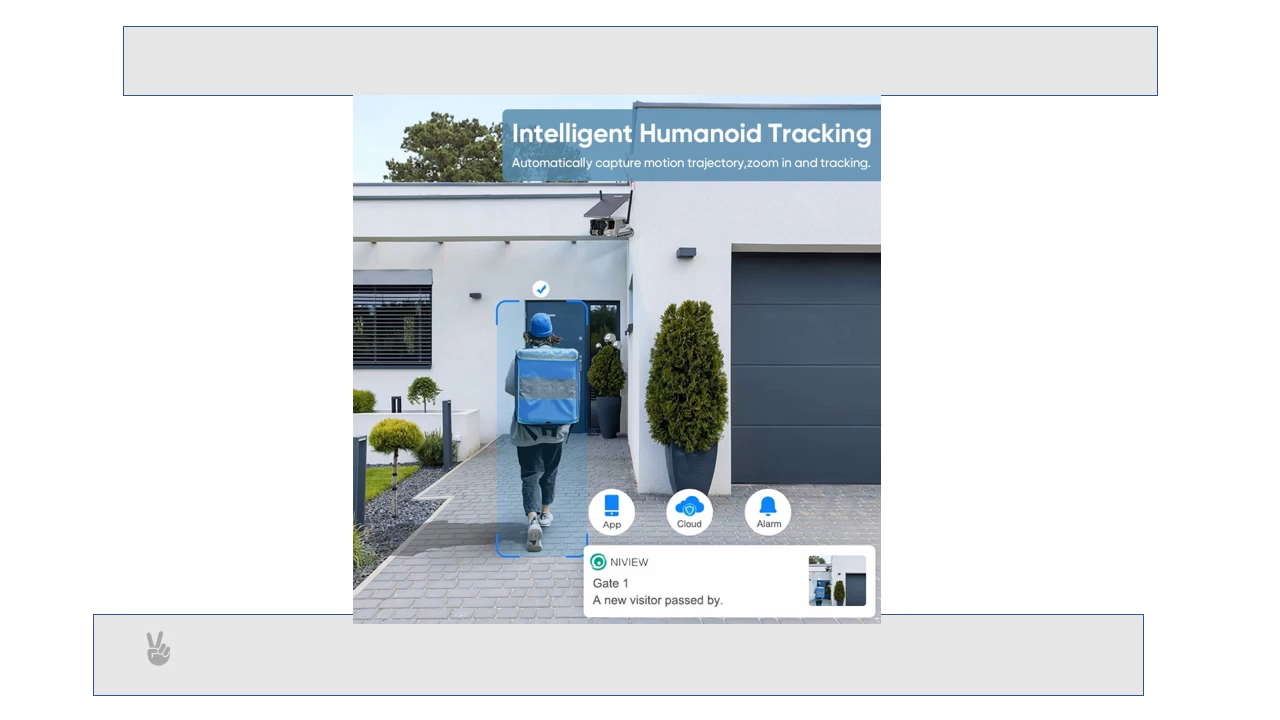 Intelligent Humanoid Tracking
Automatically capture motion trajectory,zoom in and tracking.
App
Cloud
Alarm
NIVIEW
Gate 1
A new visitor passed by.